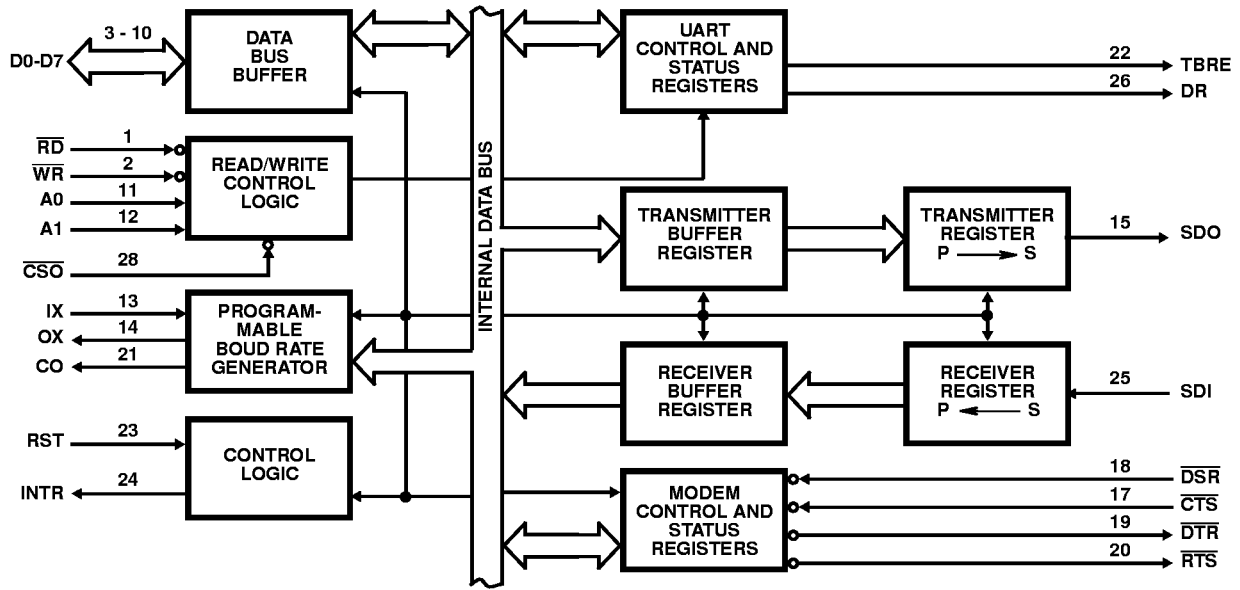 3 - 10
D0-D7
DATA
BUS
BUFFER
RD
1
WR
2
A0
11
A1
12
CSO
28
READ/WRITE
CONTROL
LOGIC
IX
13
OX
14
CO
21
PROGRAM-
MABLE
BOUD RATE
GENERATOR
RST
23
INTR
24
CONTROL
LOGIC
INTERNAL DATA BUS
UART
CONTROL AND
STATUS
REGISTERS
22
TBRE
26
DR
TRANSMITTER
BUFFER
REGISTER
TRANSMITTER
REGISTER
P S
15
SDO
RECEIVER
BUFFER
REGISTER
RECEIVER
REGISTER
P S
25
SDI
MODEM
CONTROL AND
STATUS
REGISTERS
18
DSR
17
CTS
19
DTR
20
RTS